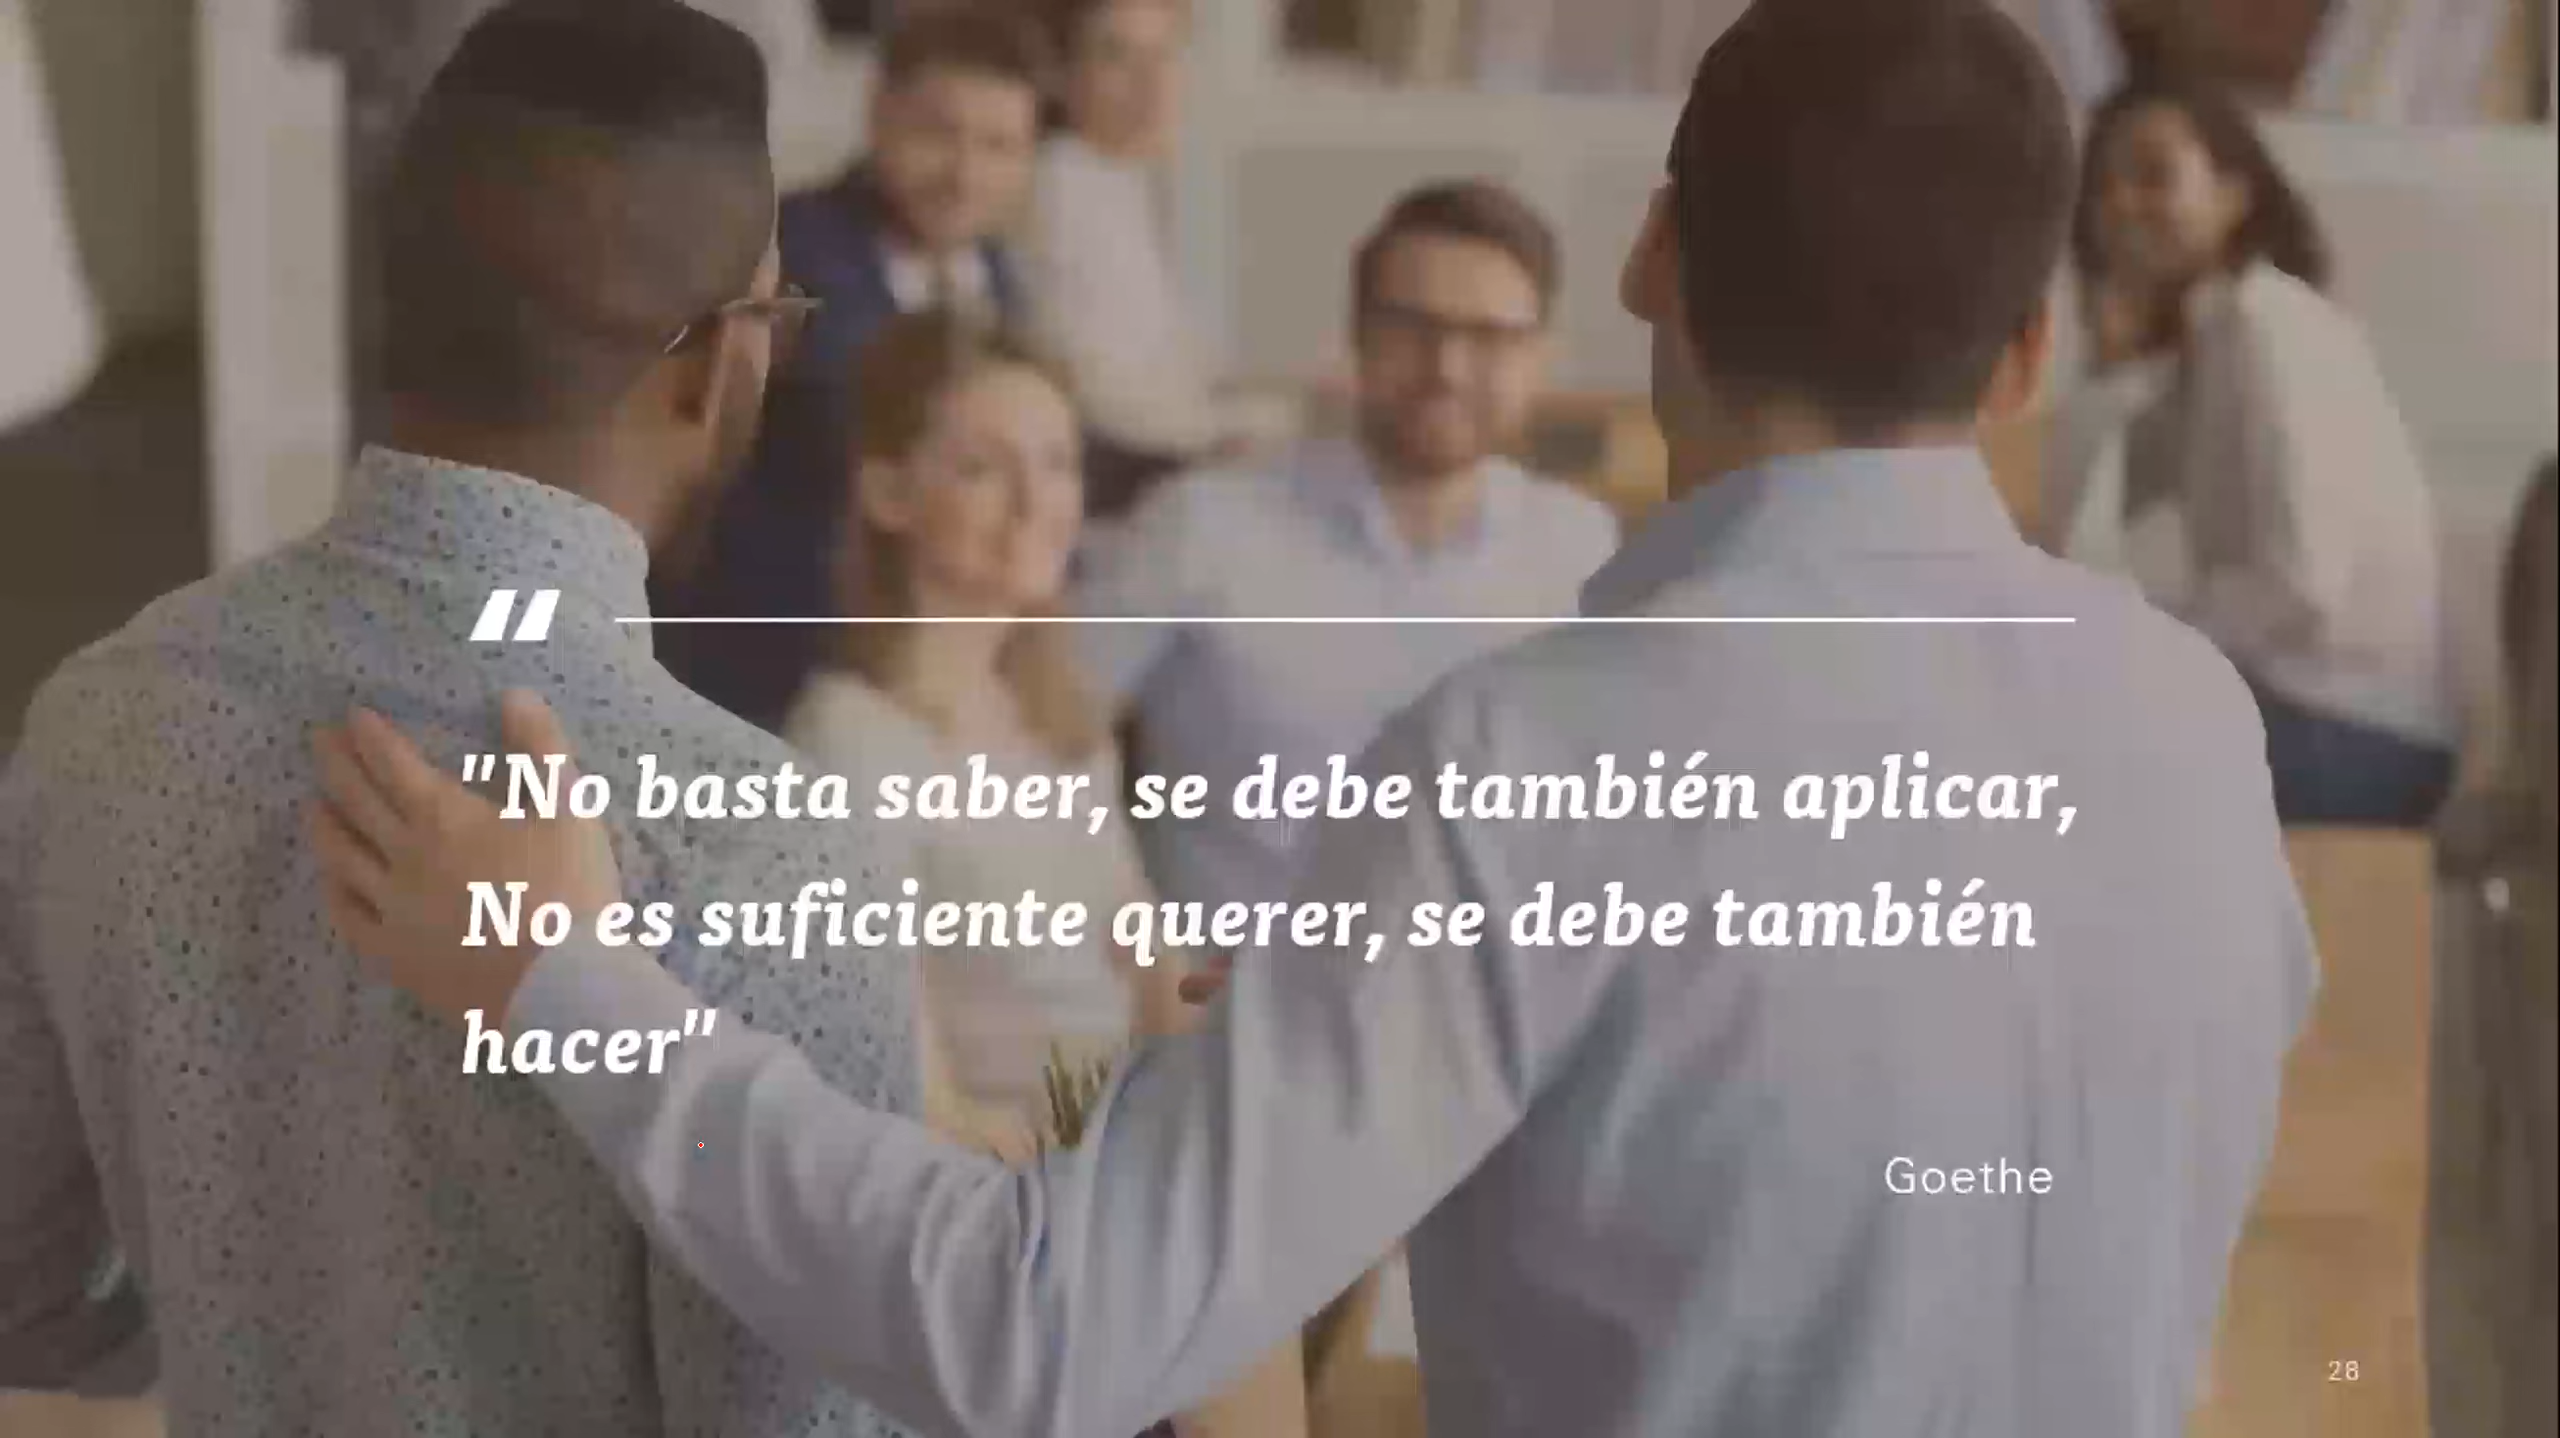 "
"No basta saber, se debe también aplicar,
No es suficiente querer, se debe también
hacer"
Goethe
28